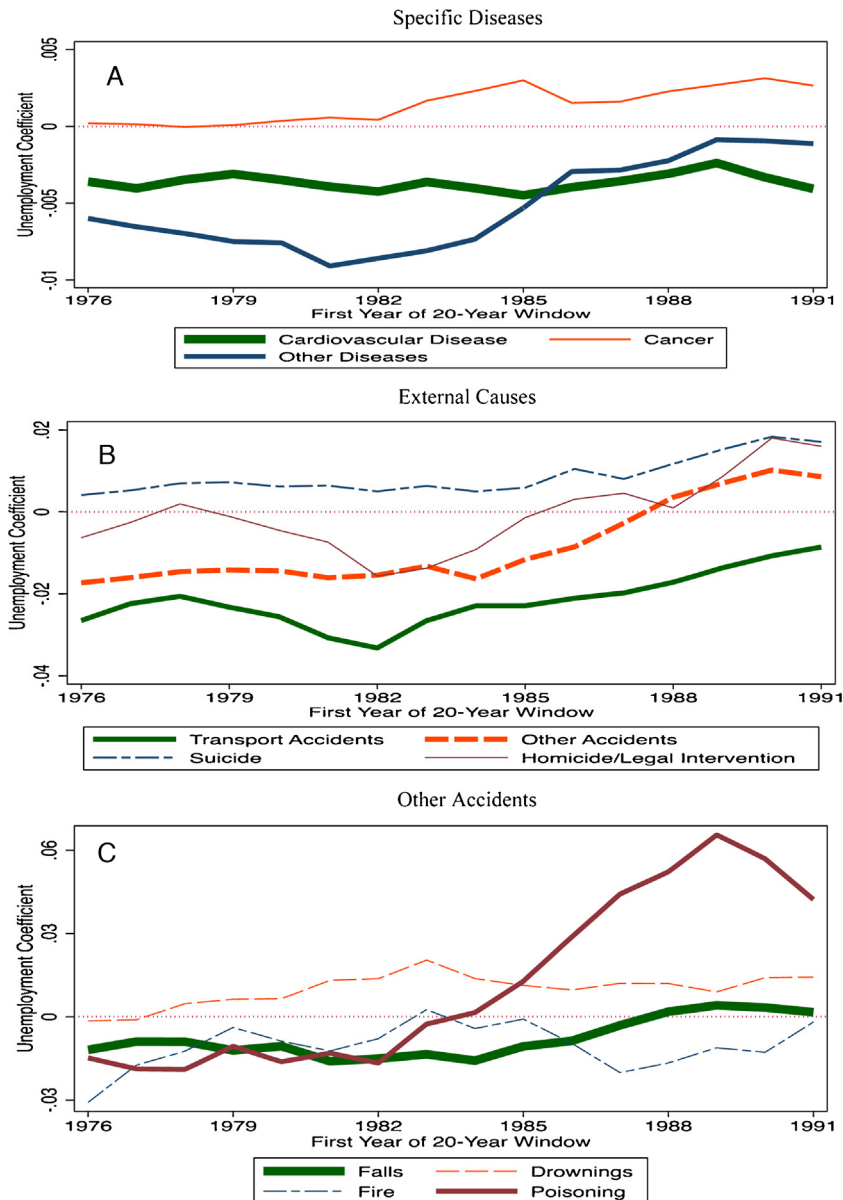 Specific Diseases
A
Unemployment Coefficient
.005
0
-.005
-.01
1976 1979 1982 1985 1988 1991
First Year of 20-Year Window
Cardiovascular Disease Cancer
Other Diseases
External Causes
B
Unemployment Coefficient
.02
0
-.02
-.04
1976 1979 1982 1985 1988 1991
First Year of 20-Year Window
Transport Accidents Other Accidents
Suicide Homicide/Legal Intervention
Other Accidents
C
Unemployment Coefficient
.06
.03
0
-.03
1976 1979 1982 1985 1988 1991
First Year of 20-Year Window
Falls Drownings
Fire Poisoning